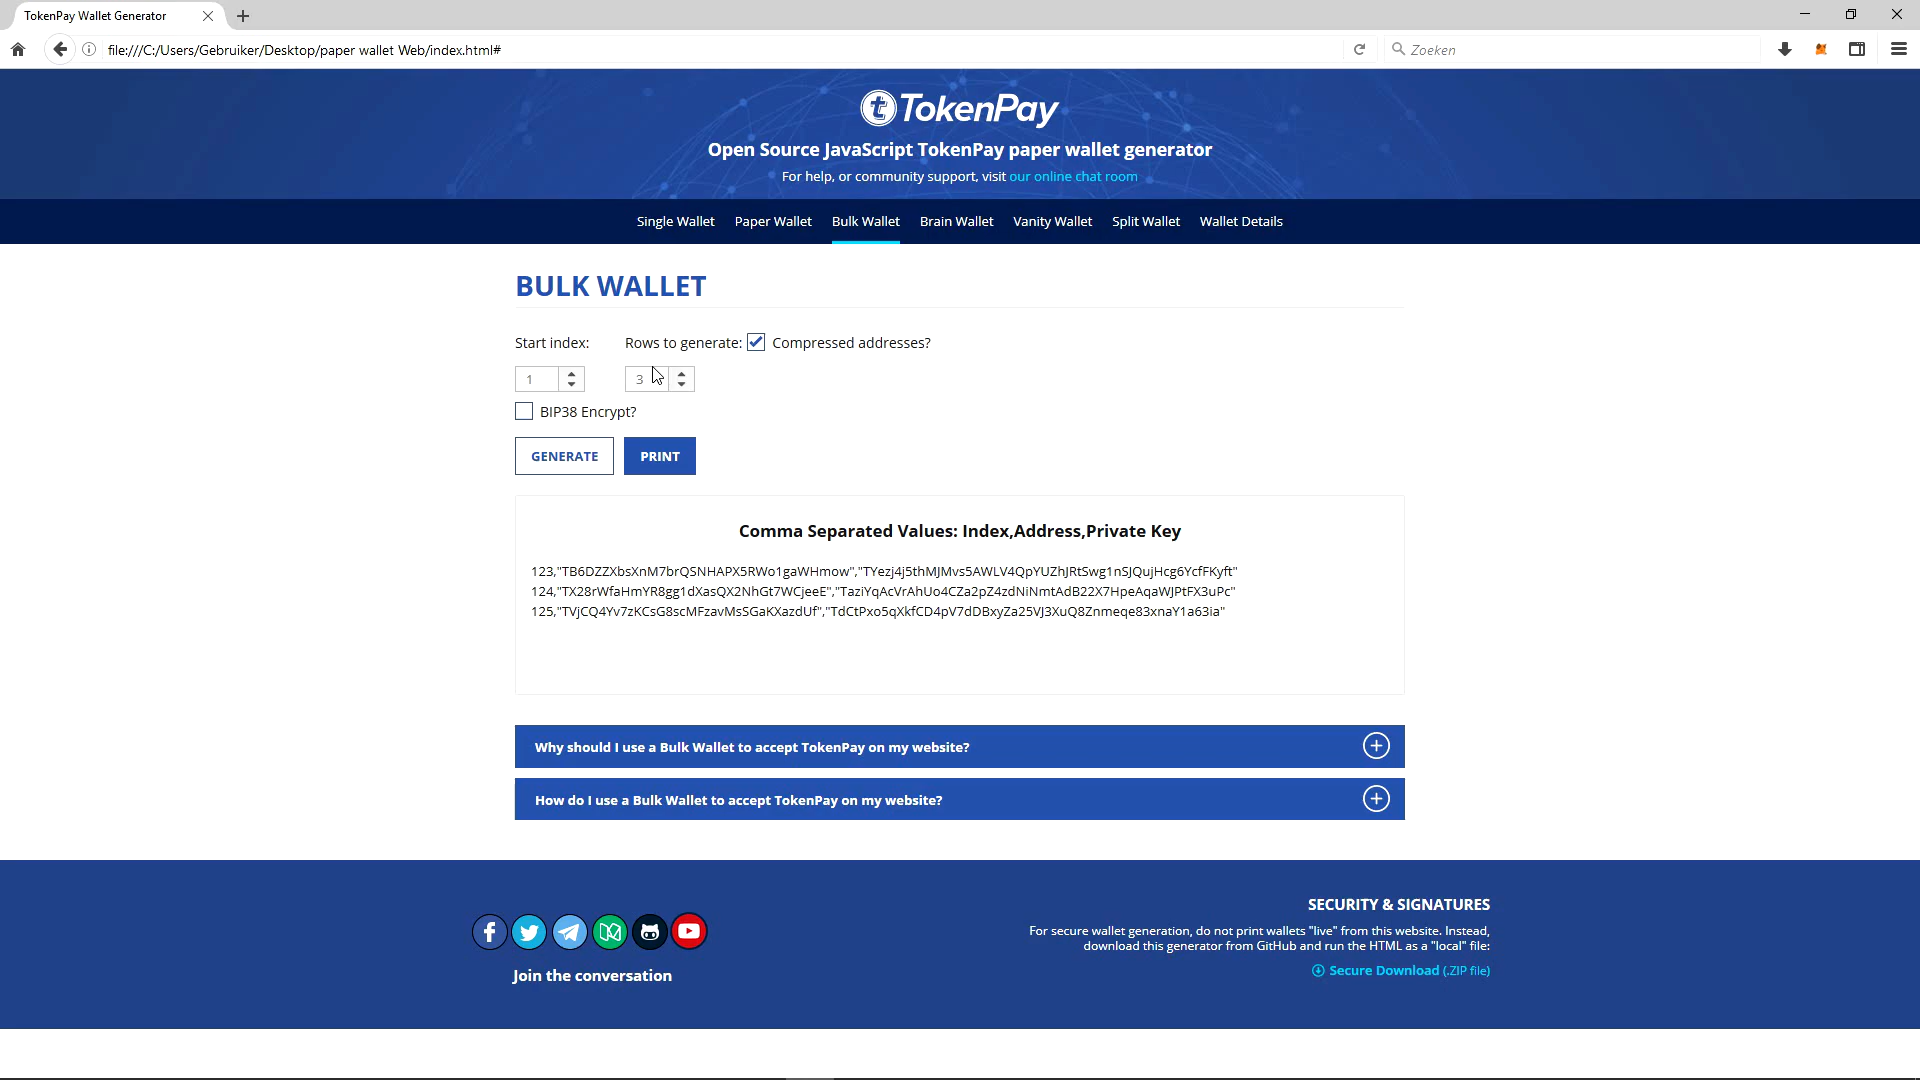 TokenPay Wallet Generator
file:///C:/Users/Gebruiker/Desktop/paper wallet Web/index.html#
Zoeken
TokenPay
Open Source JavaScript TokenPay paper wallet generator
For help, or community support, visit our online chat room
Single Wallet Paper Wallet Bulk Wallet Brain Wallet Vanity Wallet Split Wallet Wallet Details
BULK WALLET
Start index: Rows to generate: Compressed addresses?
1 3
BIP38 Encrypt?
GENERATE PRINT
Comma Separated Values: Index,Address,Private Key
123,"TB6DZZXbsXnM7brQSNHAPX5RWo1gaWHmow","TYezj4j5thMJMvs5AWLV4QpYUZhJRtSwg1nSJQujHcg6YcfFKyft"
124,"TX28rWfaHmYR8gg1dXasQX2NhGt7WCjeeE","TaziYqAcVrAhUo4CZa2pZ4zdNiNmtAdB22X7HpeAqaWJPtFX3uPc"
125,"TVjCQ4Yv7zKCsG8scMFzavMsSGaKXazdUf","TdCtPxo5qXkfCD4pV7dDBxyZa25VJ3XuQ8Znmeqe83xnaY1a63ia"
Why should I use a Bulk Wallet to accept TokenPay on my website?
How do I use a Bulk Wallet to accept TokenPay on my website?
Join the conversation
SECURITY & SIGNATURES
For secure wallet generation, do not print wallets "live" from this website. Instead,
download this generator from GitHub and run the HTML as a "local" file:
Secure Download (.ZIP file)